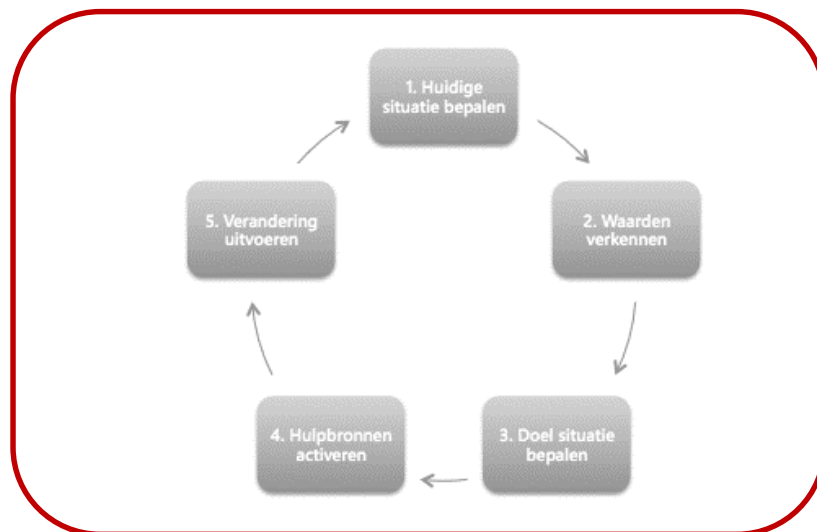 1. Huidige
situatie bepalen
2. Waarden
verkennen
3. Doel situatie
bepalen
4. Hulpbronnen
activeren
5. Verandering
uitvoeren